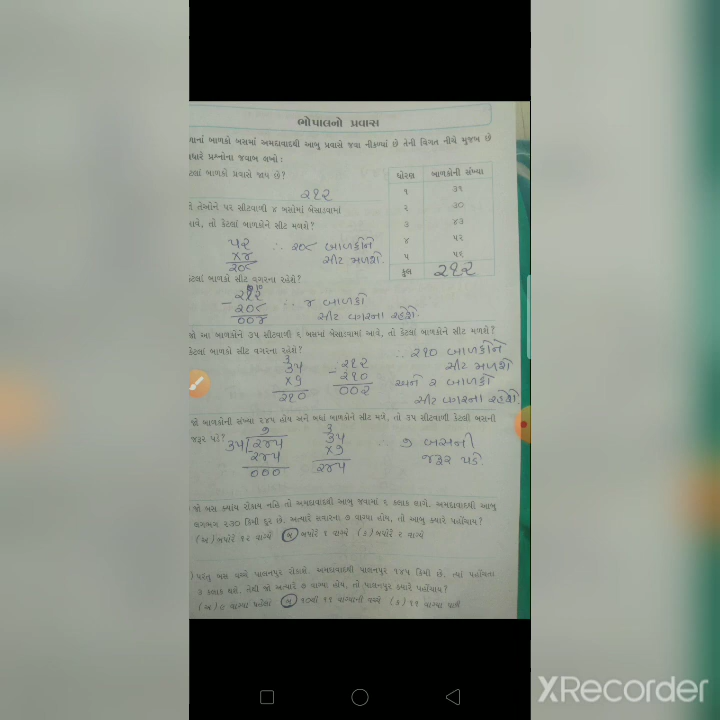 ભોપાલનો પ્રવાસ
બાળકો બસમાં અમદાવાદથી આબુ પ્રવાસે જવા નીકળ્યાં છે તેની વિગત નીચે મુજબ છે
પ્રશ્નોના જવાબ લખો :
બાળકો પ્રવાસે જાય છે?
૨૧૨
ધોરણ બાળકોની સંખ્યા
૧ ૩૧
૨ ૩૦
૩ ૪૩
૪ ૫૨
૫ ૫૬
કુલ ૨૧૨
તેઓને ૫૨ સીટવાળી ૪ બસોમાં બેસાડવામાં
આવે, તો કેટલાં બાળકોને સીટ મળશે?
૫૨
x૪
૨૦૮
∴ ૨૦૮ બાળકોને
સીટ મળશે.
કેટલાં બાળકો સીટ વગરના રહેશે?
૨૧૨
- ૨૦૮
૦૦૪
∴ ૪ બાળકો
સીટ વગરના રહેશે.
જો આ બાળકોને ૩૫ સીટવાળી ૬ બસમાં બેસાડવામાં આવે, તો કેટલાં બાળકોને સીટ મળશે?
કેટલા બાળકો સીટ વગરના રહેશે?
૩
૩૫
x૬
૨૧૦
૨૧૨
- ૨૧૦
૦૦૨
∴ ૨૧૦ બાળકોને
સીટ મળશે
અને ૨ બાળકો
સીટ વગરના રહેશે.
જો બાળકોની સંખ્યા ૨૪૫ હોય અને બધાં બાળકોને સીટ મળે, તો ૩૫ સીટવાળી કેટલી બસની
જરૂર પડે?
૭
૩૫ ૨૪૫
૨૪૫
૦૦૦
૩
૩૫
x૭
૨૪૫
∴ ૭ બસની
જરૂર પડે.
જો બસ ક્યાંય રોકાય નહિ તો અમદાવાદથી આબુ જવામાં ૬ કલાક લાગે. અમદાવાદથી આબુ
લગભગ ૨૩૦ કિમી દૂર છે. અત્યારે સવારના ૭ વાગ્યા હોય, તો આબુ ક્યારે પહોંચાય?
(અ) બપોરે ૧૨ વાગ્યે (બ) બપોરે ૧ વાગ્યે (ક) બપોરે ૨ વાગ્યે
પરંતુ બસ વચ્ચે પાલનપુર રોકાશે. અમદાવાદથી પાલનપુર ૧૪૫ કિમી છે. ત્યાં પહોંચતા
૩ કલાક થશે. તેથી જો અત્યારે ૭ વાગ્યા હોય, તો પાલનપુર ક્યારે પહોંચાય?
(અ) ૯ વાગ્યા પહેલાં (બ) ૧૦થી ૧૧ વાગ્યાની વચ્ચે (ક) ૧૧ વાગ્યા પછી
XRecorder